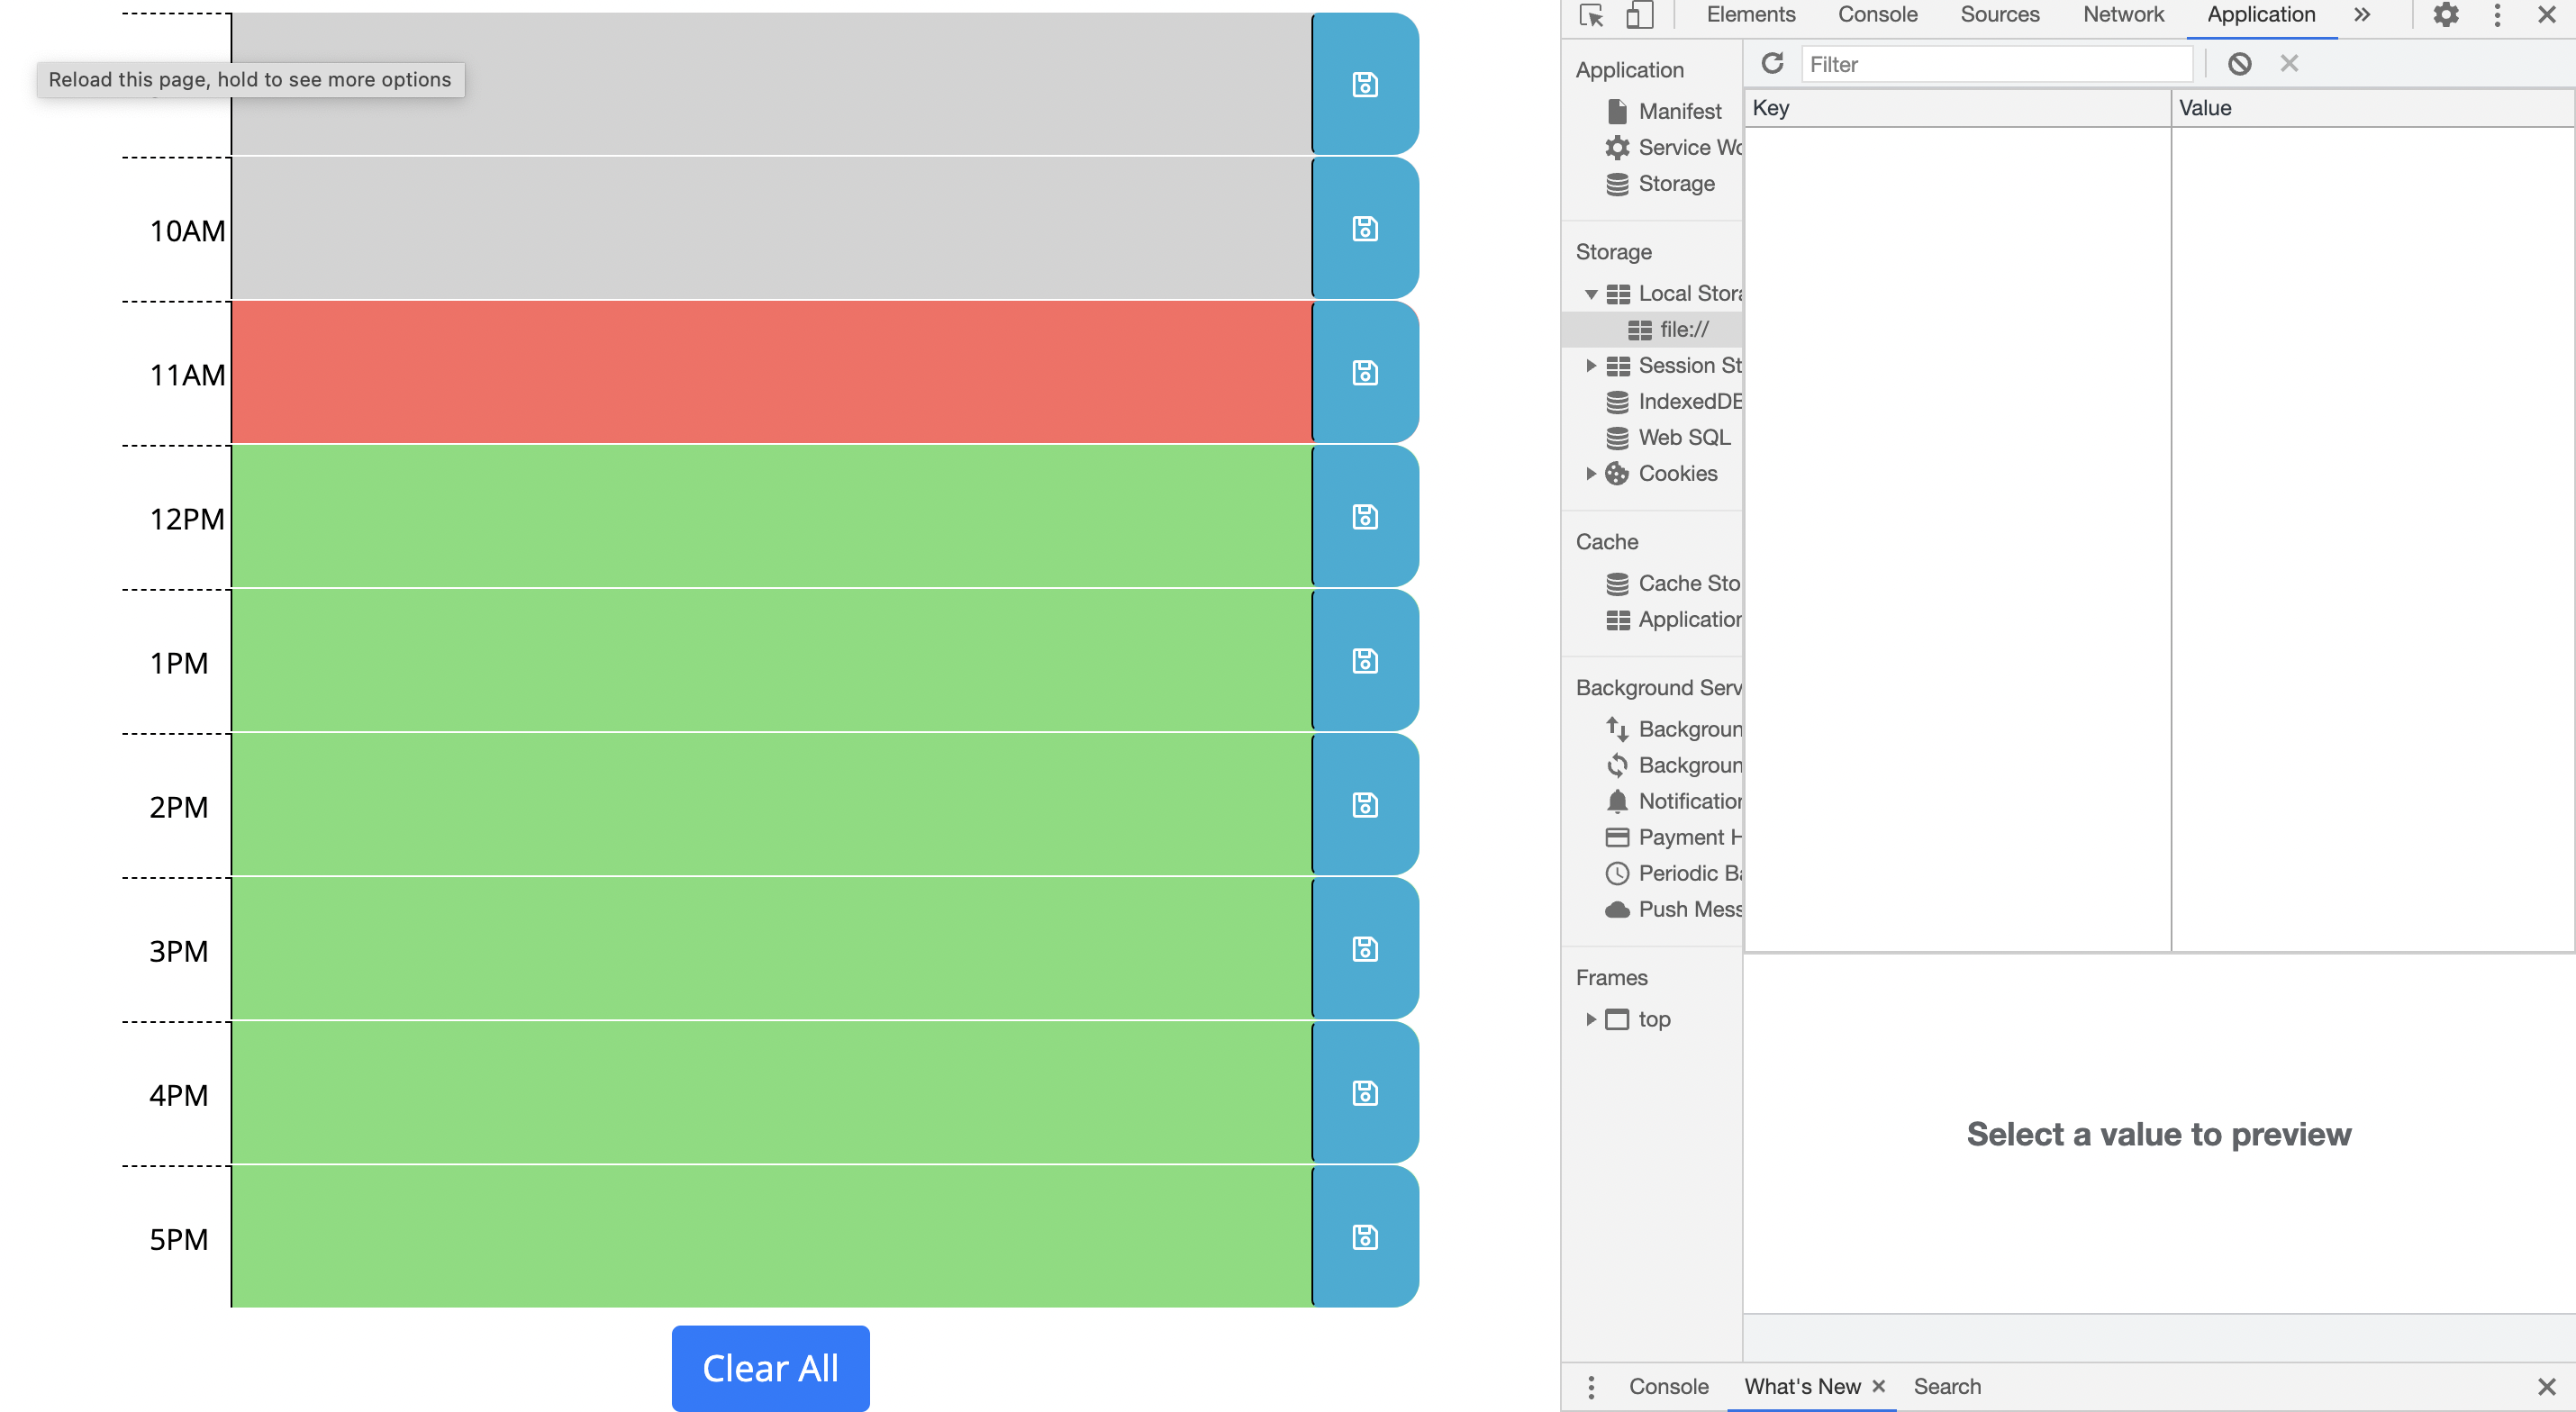 Reload this page, hold to see more options
10AM
11AM
12PM
1PM
2PM
3PM
4PM
5PM
Clear All
Elements Console Sources Network Application
Application
Manifest
Service Wo
Storage
Storage
Local Stora
file://
Session St
IndexedDB
Web SQL
Cookies
Cache
Cache Sto
Application
Background Serv
Backgroun
Backgroun
Notification
Payment H
Periodic Ba
Push Mess
Frames
top
Filter
Key Value
Select a value to preview
Console What's New Search